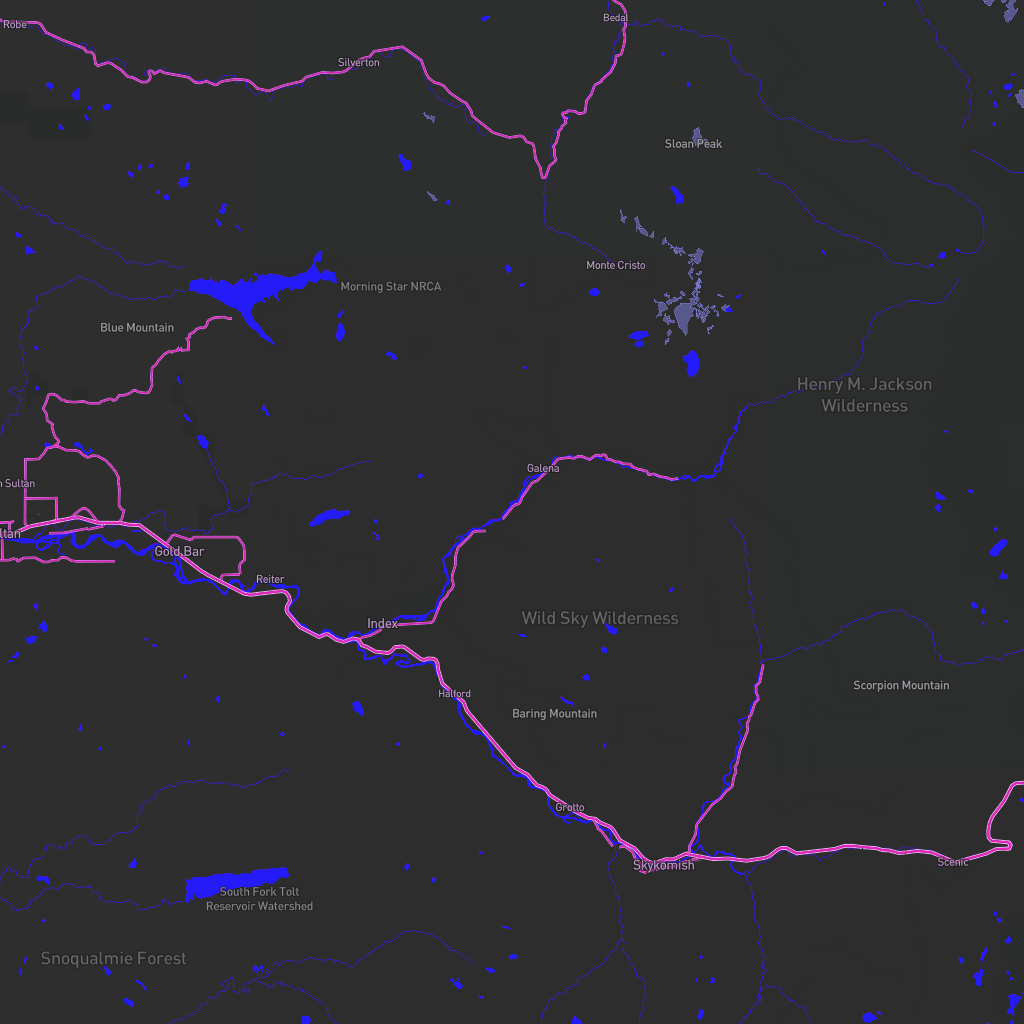 Bedal
Robe
Silverton
Sloan Peak
Monte Cristo
Morning Star NRCA
Blue Mountain
Henry M. Jackson
Wilderness
Galena
n Sultan
ltan
Gold Bar
Reiter
Index
Wild Sky Wilderness
Scorpion Mountain
Halford
Baring Mountain
Grotto
Skykomish
Scenic
South Fork Tolt
Reservoir Watershed
Snoqualmie Forest